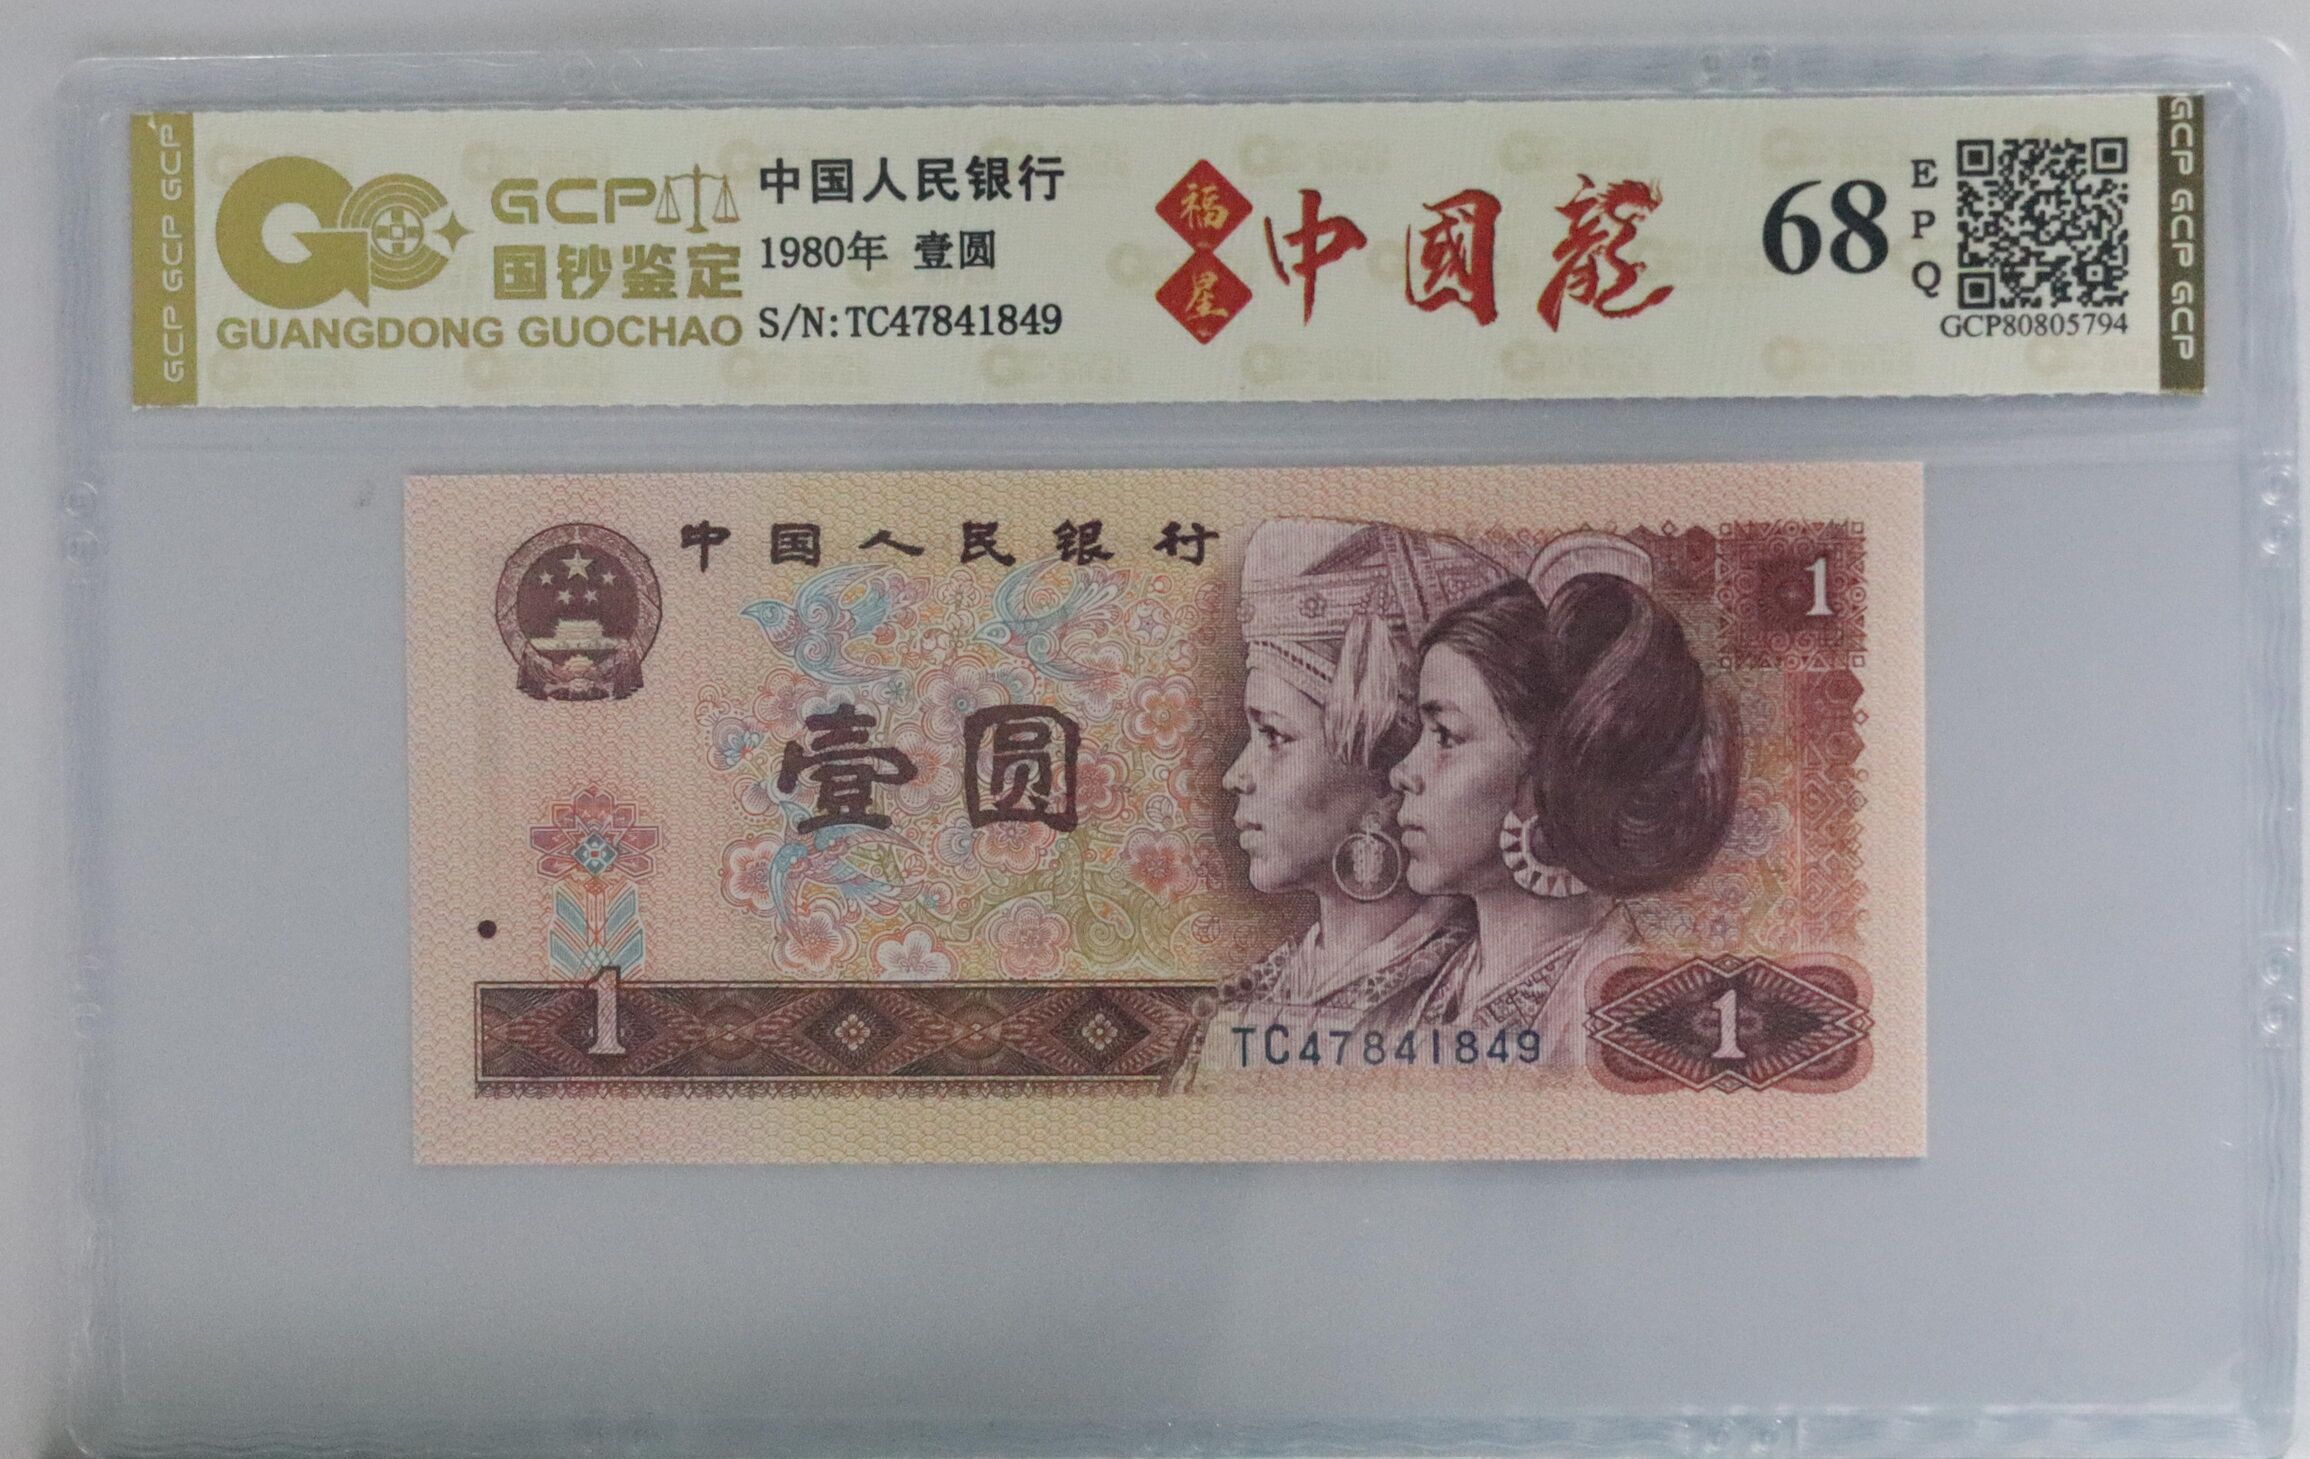 GCP GCP GCP
GCP
国钞鉴定
GUANGDONG GUOCHAO
中国人民银行
1980年 壹圆
S/N:TC47841849
福
星
中國龍
68
E
P
Q
GCP80805794
GCP GCP GCP
中国人民银行
1
壹圆
1
TC47841849
1